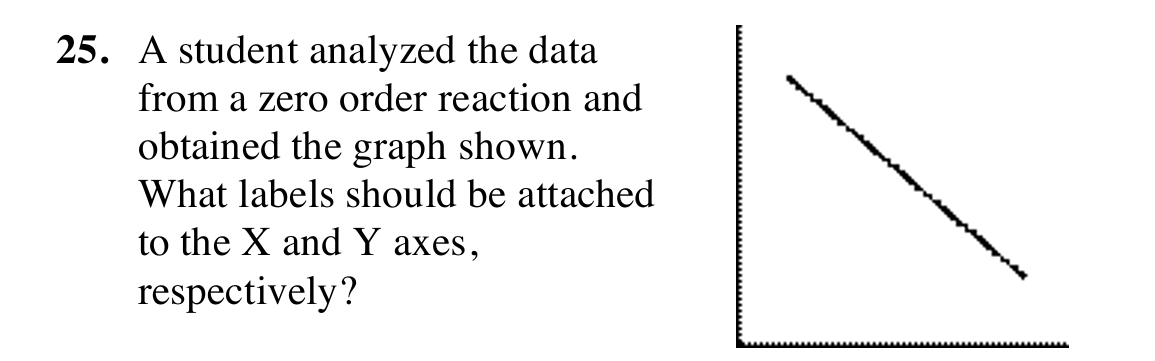 25. A student analyzed the data
from a zero order reaction and
obtained the graph shown.
What labels should be attached
to the X and Y axes,
respectively?